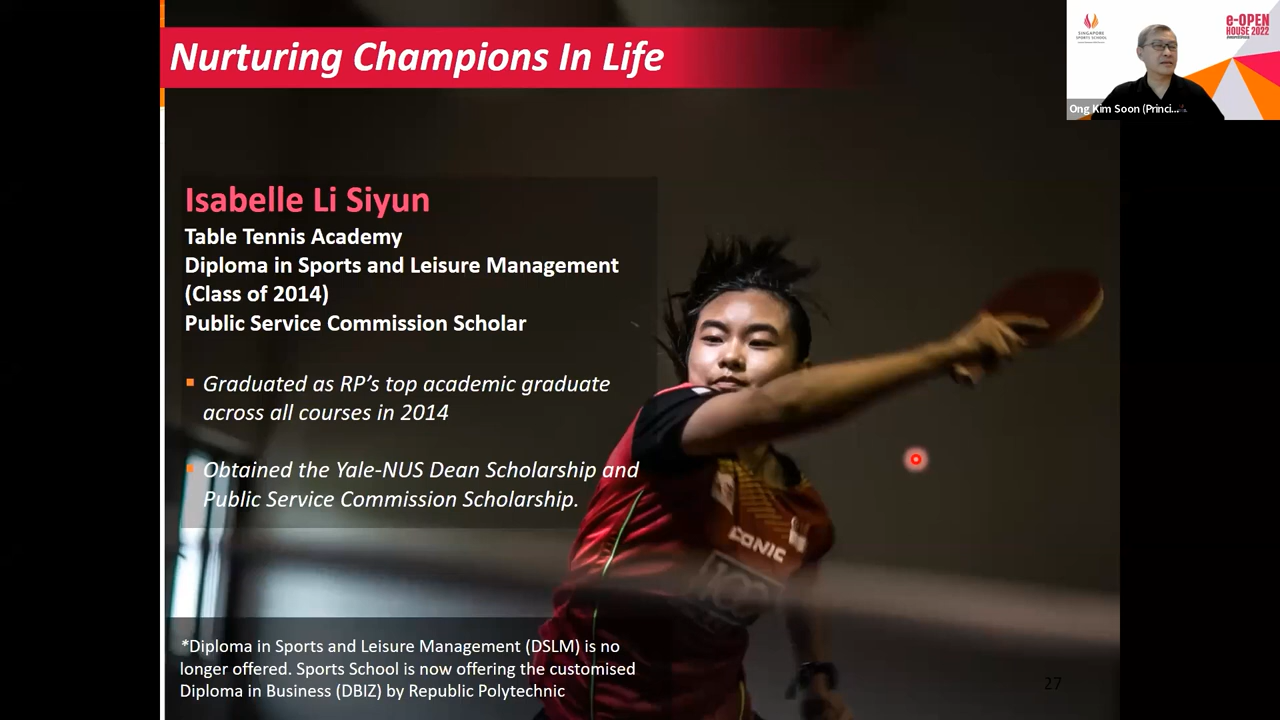 Nurturing Champions In Life
SINGAPORE
SPORTS SCHOOL
e-OPEN
HOUSE 2022
Ong Kim Soon (Princi...
Isabelle Li Siyun
Table Tennis Academy
Diploma in Sports and Leisure Management
(Class of 2014)
Public Service Commission Scholar
▪ Graduated as RP’s top academic graduate
across all courses in 2014
▪ Obtained the Yale-NUS Dean Scholarship and
Public Service Commission Scholarship.
DONIC
100
*Diploma in Sports and Leisure Management (DSLM) is no
longer offered. Sports School is now offering the customised
Diploma in Business (DBIZ) by Republic Polytechnic
27